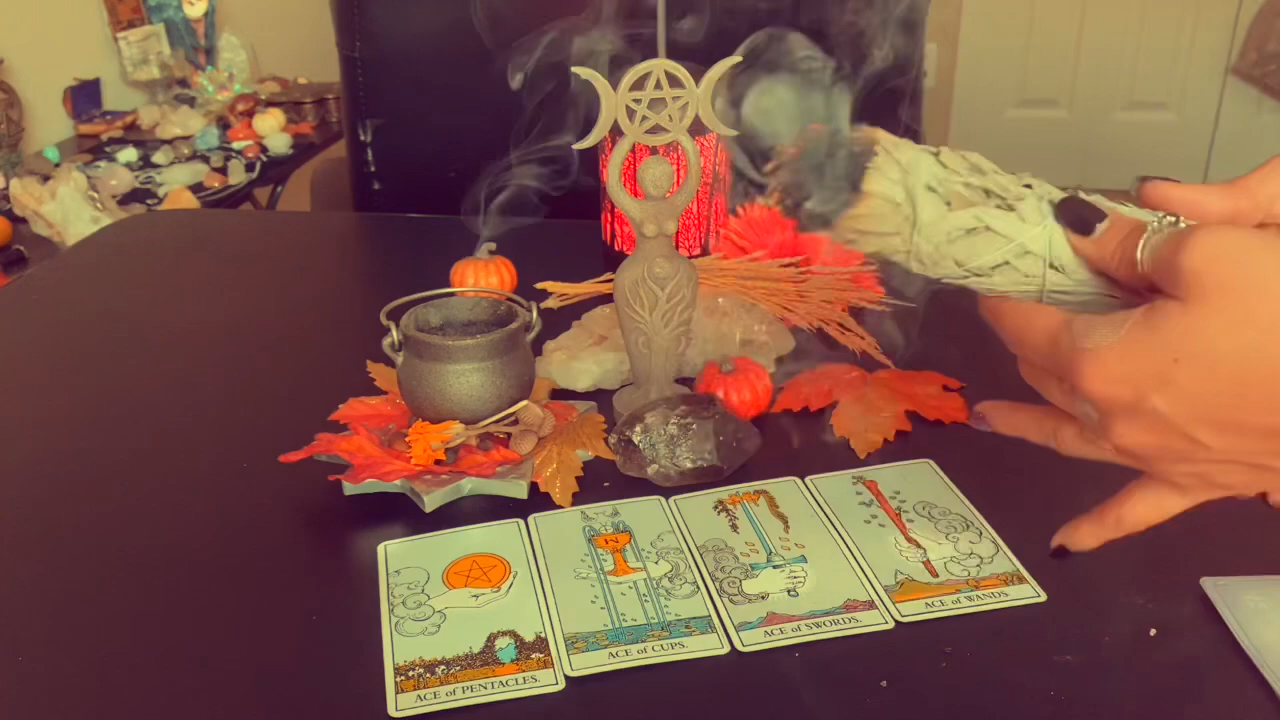 ACE of PENTACLES.
ACE of CUPS.
ACE of SWORDS.
ACE of WANDS.